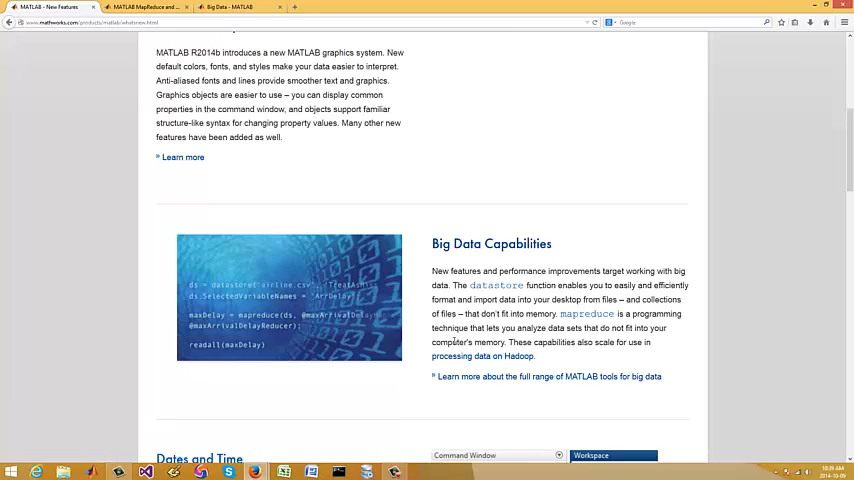 MATLAB - New Features
MATLAB MapReduce and ...
Big Data - MATLAB
www.mathworks.com/products/matlab/whatsnew.html
Google
MATLAB R2014b introduces a new MATLAB graphics system. New
default colors, fonts, and styles make your data easier to interpret.
Anti-aliased fonts and lines provide smoother text and graphics.
Graphics objects are easier to use – you can display common
properties in the command window, and objects support familiar
structure-like syntax for changing property values. Many other new
features have been added as well.
» Learn more
ds = datastore('airline.csv', 'TreatAsMi
ds.SelectedVariableNames = 'ArrDelay';
maxDelay = mapreduce(ds, @maxArrivalDelayMapper
@maxArrivalDelayReducer);
readall(maxDelay)
Big Data Capabilities
New features and performance improvements target working with big
data. The datastore function enables you to easily and efficiently
format and import data into your desktop from files – and collections
of files – that don't fit into memory. mapreduce is a programming
technique that lets you analyze data sets that do not fit into your
computer's memory. These capabilities also scale for use in
processing data on Hadoop.
» Learn more about the full range of MATLAB tools for big data
Dates and Time
Command Window
Workspace
10:39 AM
2014-10-09